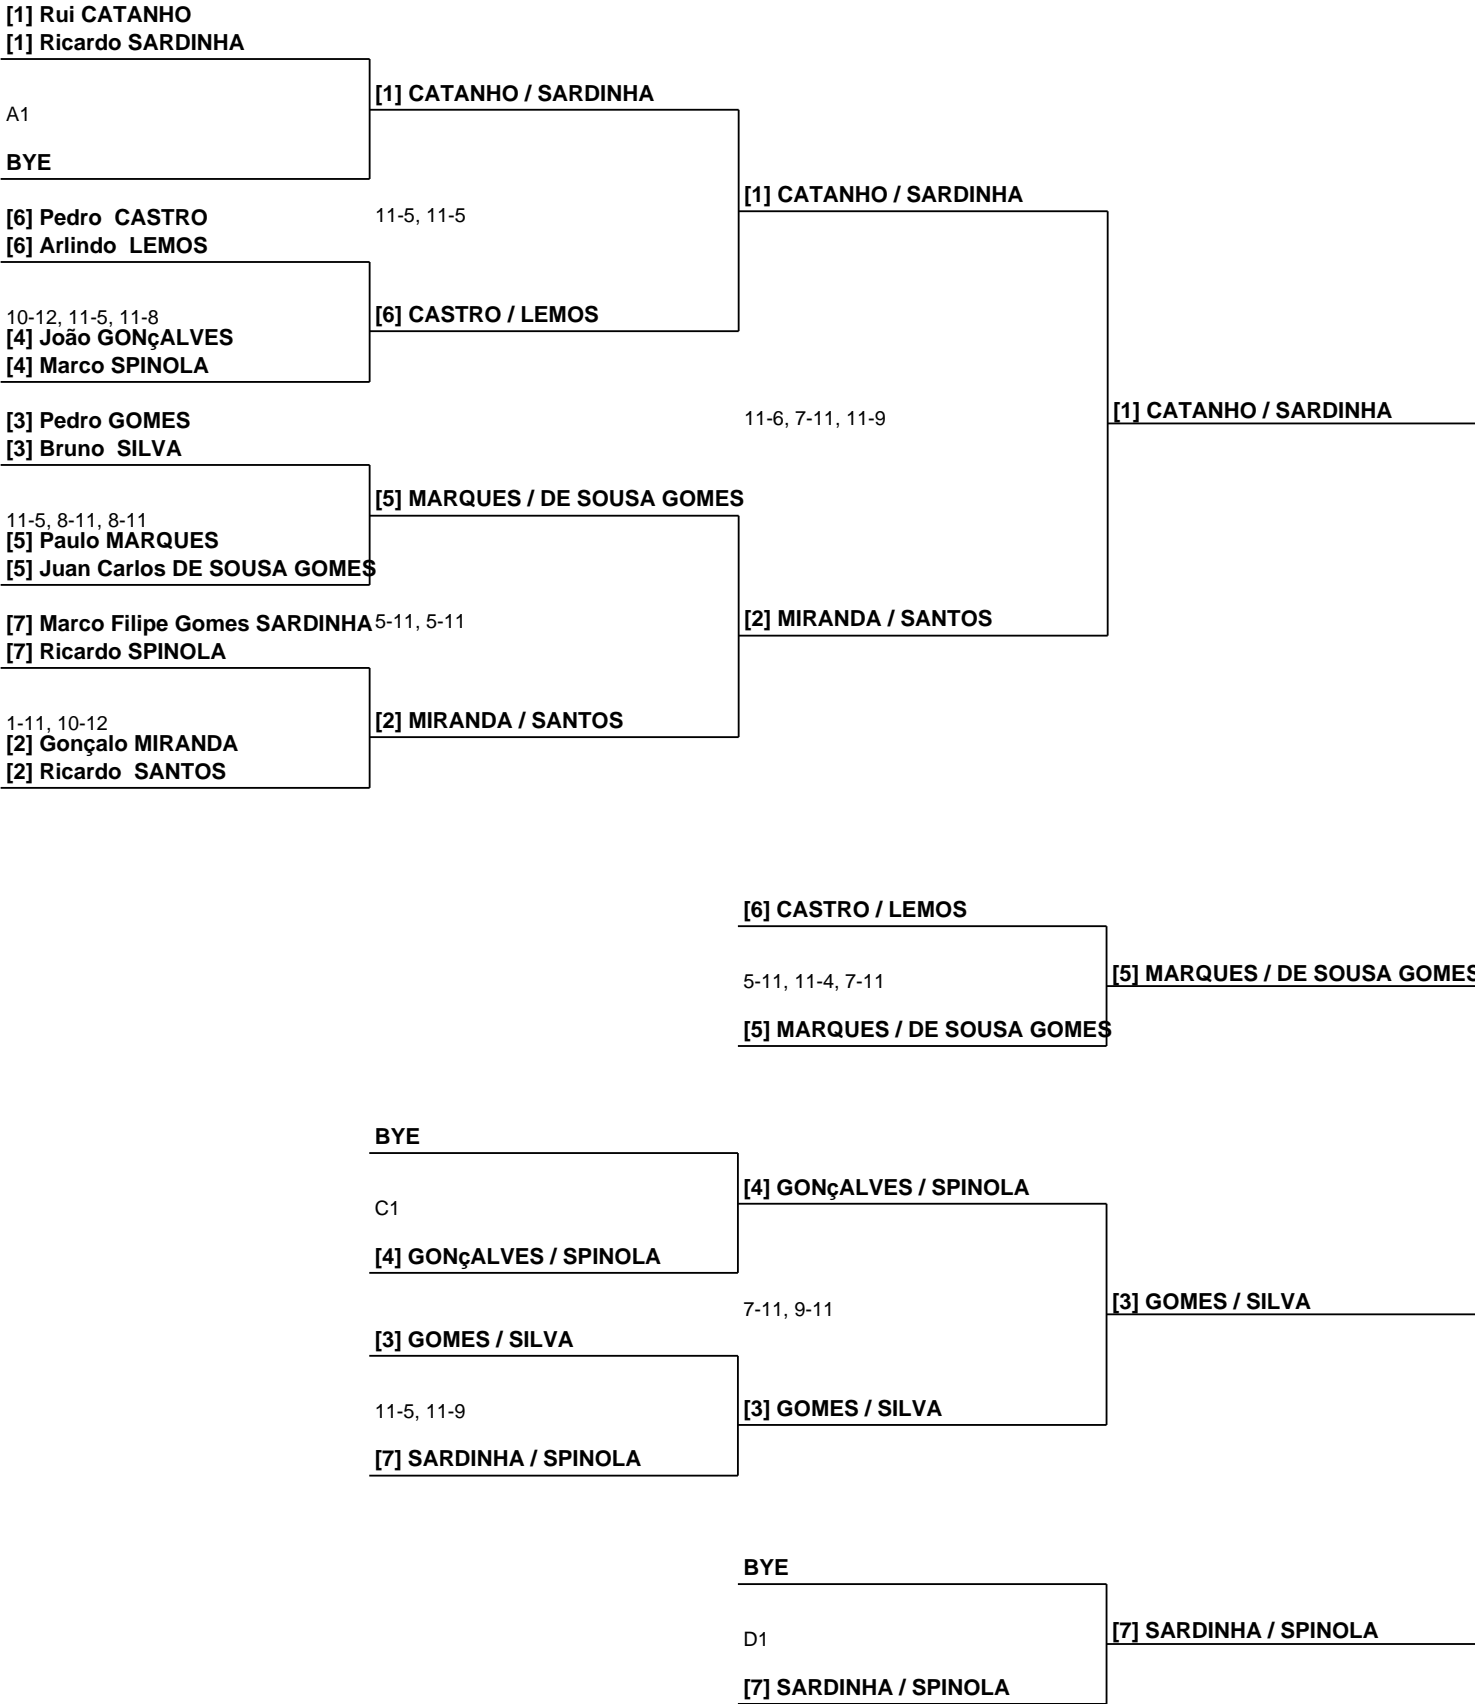 [1] Rui CATANHO
[1] Ricardo SARDINHA
[1] CATANHO / SARDINHA
A1
BYE
[1] CATANHO / SARDINHA
[6] Pedro  CASTRO
11-5, 11-5
[6] Arlindo  LEMOS
10-12, 11-5, 11-8
[6] CASTRO / LEMOS
[4] João GONçALVES
[4] Marco SPINOLA
[1] CATANHO / SARDINHA
[3] Pedro GOMES
11-6, 7-11, 11-9
[3] Bruno  SILVA
[5] MARQUES / DE SOUSA GOMES
11-5, 8-11, 8-11
[5] Paulo MARQUES
[5] Juan Carlos DE SOUSA GOMES
[7] Marco Filipe Gomes SARDINHA
5-11, 5-11
[2] MIRANDA / SANTOS
[7] Ricardo SPINOLA
1-11, 10-12
[2] MIRANDA / SANTOS
[2] Gonçalo MIRANDA
[2] Ricardo  SANTOS
[6] CASTRO / LEMOS
5-11, 11-4, 7-11
[5] MARQUES / DE SOUSA GOMES
[5] MARQUES / DE SOUSA GOMES
BYE
[4] GONçALVES / SPINOLA
C1
[4] GONçALVES / SPINOLA
7-11, 9-11
[3] GOMES / SILVA
[3] GOMES / SILVA
11-5, 11-9
[3] GOMES / SILVA
[7] SARDINHA / SPINOLA
BYE
D1
[7] SARDINHA / SPINOLA
[7] SARDINHA / SPINOLA